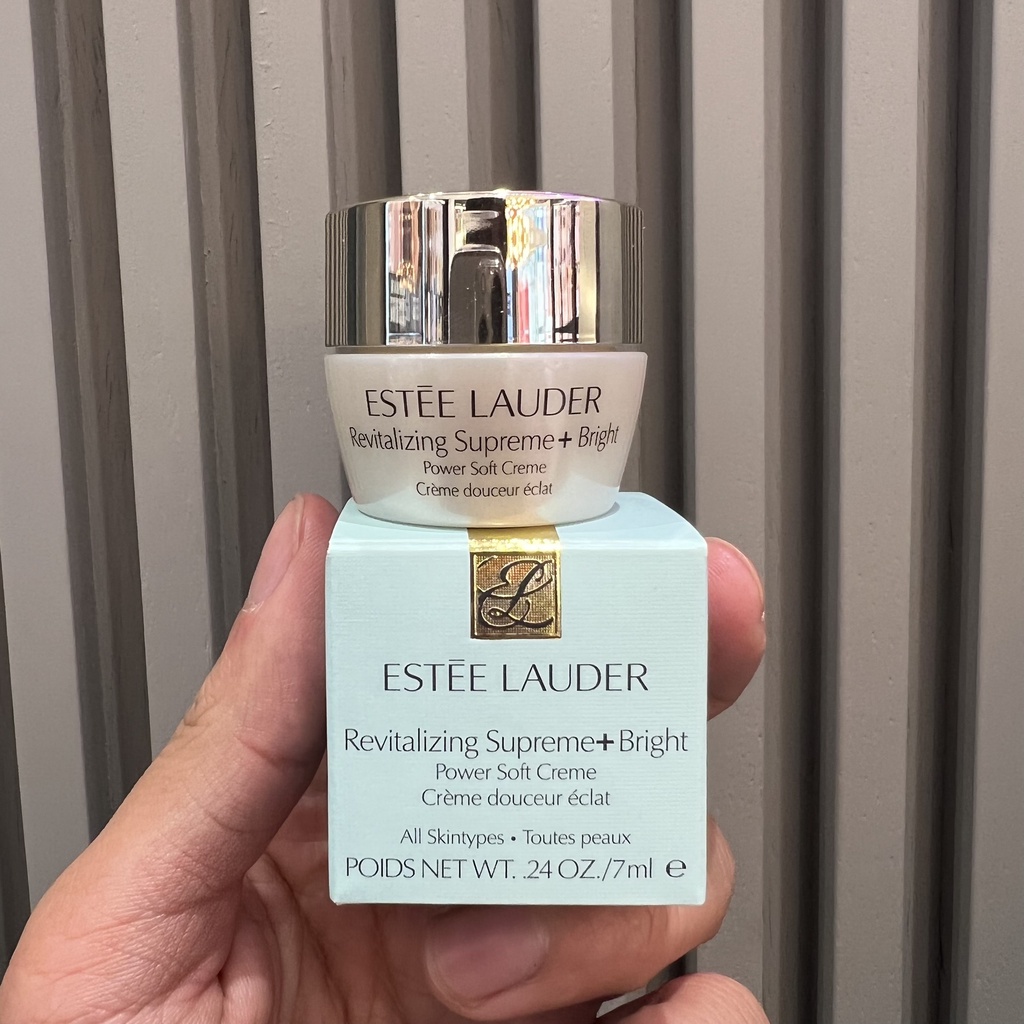 ESTĒE LAUDER
Revitalizing Supreme+ Bright
Power Soft Creme
Crème douceur éclat
EL
ESTĒE LAUDER
Revitalizing Supreme+Bright
Power Soft Creme
Crème douceur éclat
All Skintypes • Toutes peaux
POIDS NET WT. .24 OZ./7ml ℮